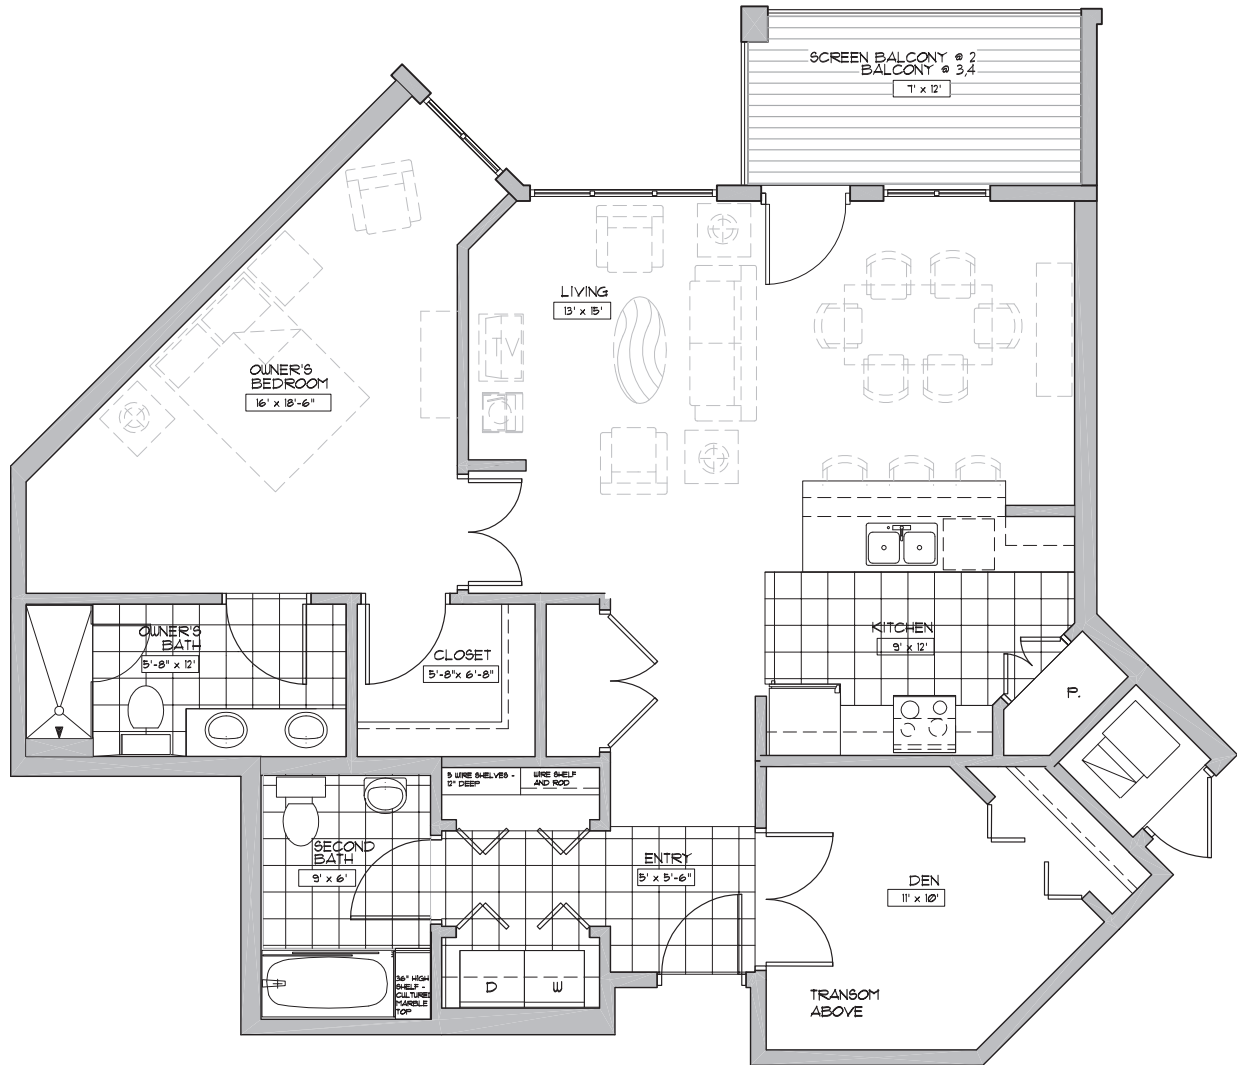 SCREEN BALCONY @ 2
BALCONY @ 3,4
7' x 12'
LIVING
13' x 15'
TV
OWNER'S
BEDROOM
16' x 18'-6"
OWNER'S
BATH
5'-8" x 12'
CLOSET
5'-8"x 6'-8"
KITCHEN
9' x 12'
P.
5 WIRE SHELVES -
12" DEEP
WIRE SHELF
AND ROD
SECOND
BATH
9' x 6'
ENTRY
5' x 5'-6"
DEN
11' x 10'
36" HIGH
SHELF -
CULTURED
MARBLE
TOP
D
W
TRANSOM
ABOVE